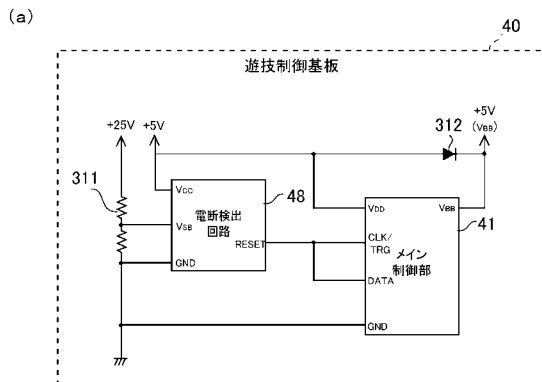 (a)
40
遊技制御基板
+25V
+5V
+5V
(VBB)
312
311
VCC
電断検出
回路
48
VSB
RESET
GND
VDD
VBB
41
CLK/
TRG
メイン
制御部
DATA
GND